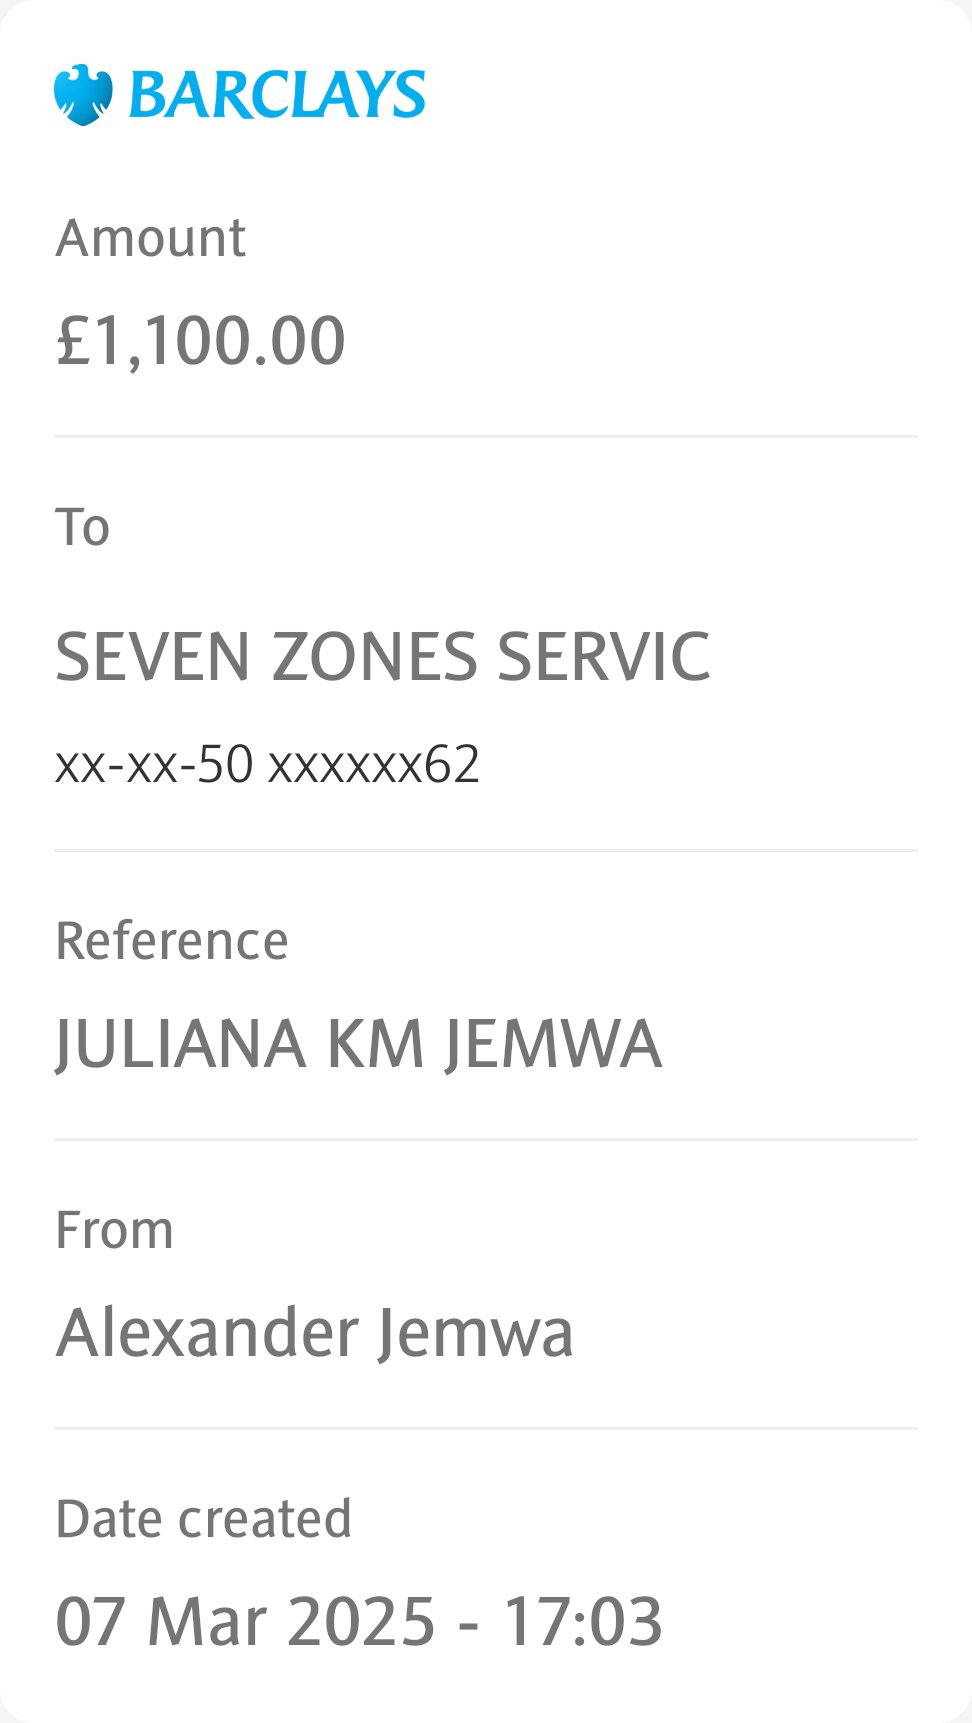 BARCLAYS
Amount
£1,100.00
To
SEVEN ZONES SERVIC
xx-xx-50 xxxxxx62
Reference
JULIANA KM JEMWA
From
Alexander Jemwa
Date created
07 Mar 2025 - 17:03